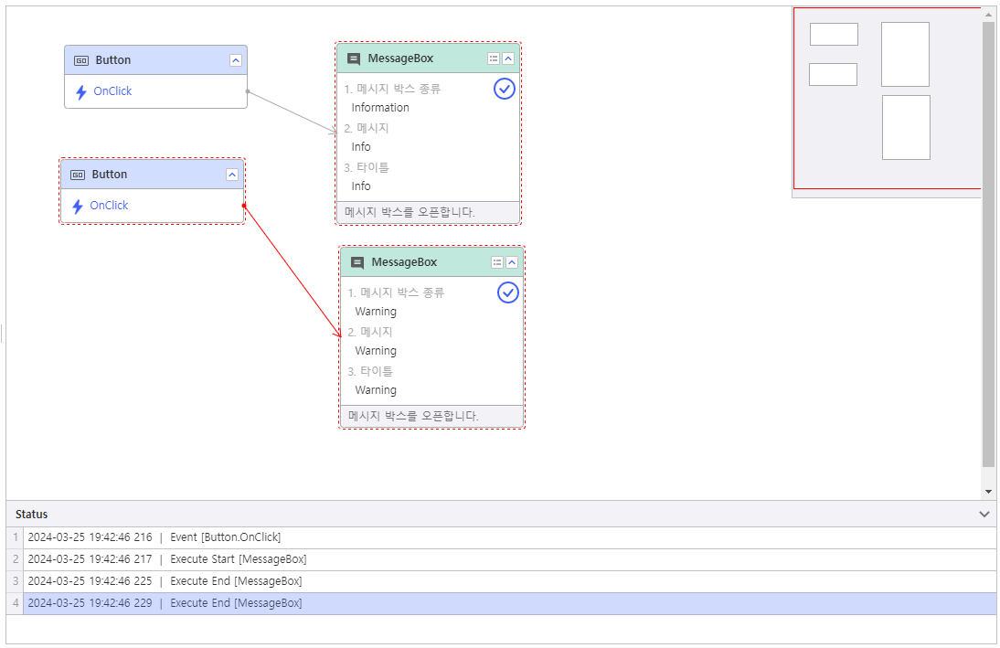 Button
OnClick
MessageBox
1. 메시지 박스 종류
Information
2. 메시지
Info
3. 타이틀
Info
메시지 박스를 오픈합니다.
Button
OnClick
MessageBox
1. 메시지 박스 종류
Warning
2. 메시지
Warning
3. 타이틀
Warning
메시지 박스를 오픈합니다.
Status
1 2024-03-25 19:42:46 216 | Event [Button.OnClick]
2 2024-03-25 19:42:46 217 | Execute Start [MessageBox]
3 2024-03-25 19:42:46 225 | Execute End [MessageBox]
4 2024-03-25 19:42:46 229 | Execute End [MessageBox]